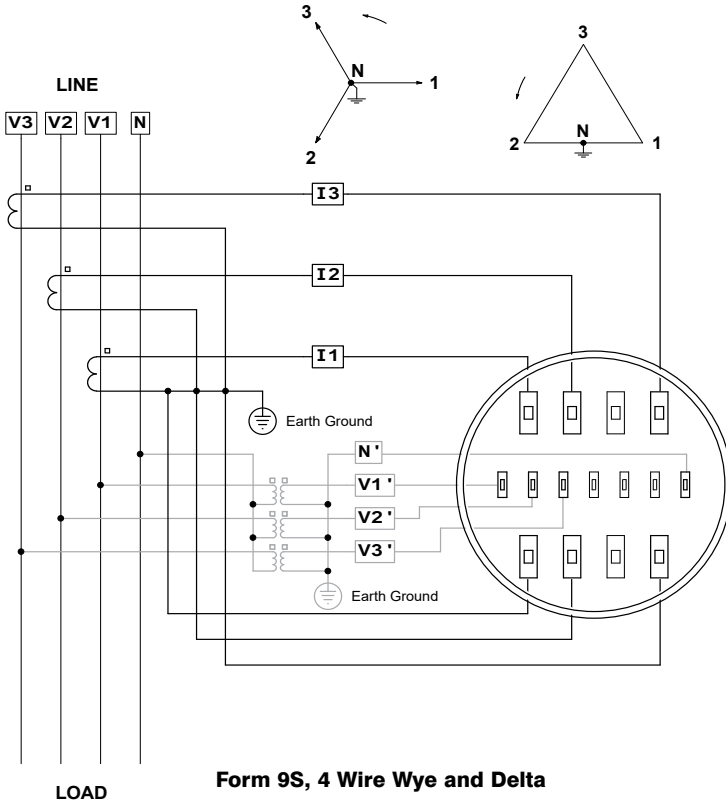 3
N
1
2
3
N
2
1
LINE
V3 V2 V1 N
I3
I2
I1
Earth Ground
N'
V1'
V2'
V3'
Earth Ground
Form 9S, 4 Wire Wye and Delta
LOAD